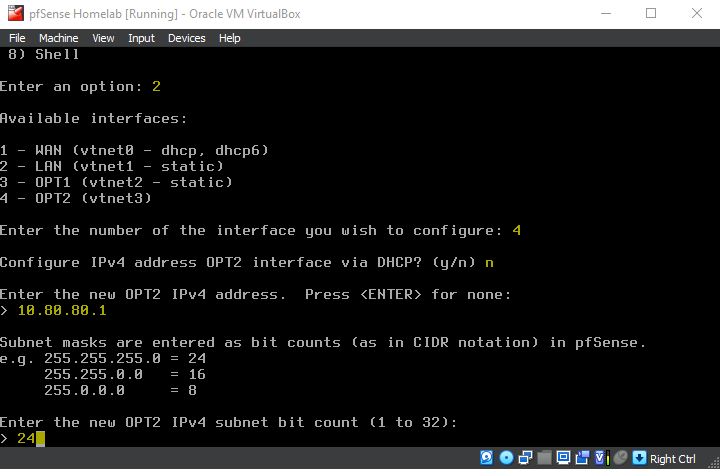 pfSense Homelab [Running] - Oracle VM VirtualBox
File Machine View Input Devices Help
8) Shell
Enter an option: 2
Available interfaces:
1 - WAN (vtnet0 - dhcp, dhcp6)
2 - LAN (vtnet1 - static)
3 - OPT1 (vtnet2 - static)
4 - OPT2 (vtnet3)
Enter the number of the interface you wish to configure: 4
Configure IPv4 address OPT2 interface via DHCP? (y/n) n
Enter the new OPT2 IPv4 address.  Press <ENTER> for none:
> 10.80.80.1
Subnet masks are entered as bit counts (as in CIDR notation) in pfSense.
e.g. 255.255.255.0 = 24
255.255.0.0   = 16
255.0.0.0     = 8
Enter the new OPT2 IPv4 subnet bit count (1 to 32):
> 24
Right Ctrl